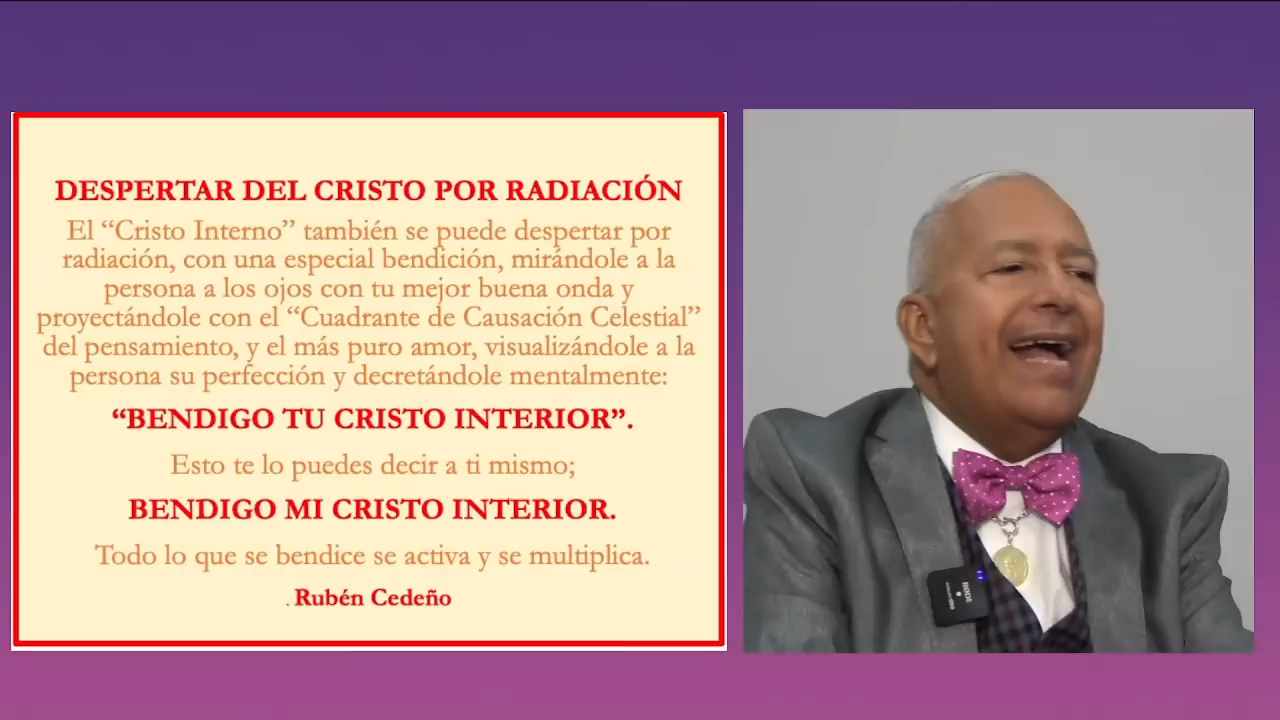 DESPERTAR DEL CRISTO POR RADIACIÓN
El “Cristo Interno” también se puede despertar por
radiación, con una especial bendición, mirándole a la
persona a los ojos con tu mejor buena onda y
proyectándole con el “Cuadrante de Causación Celestial”
del pensamiento, y el más puro amor, visualizándole a la
persona su perfección y decretándole mentalmente:
“BENDIGO TU CRISTO INTERIOR”.
Esto te lo puedes decir a ti mismo;
BENDIGO MI CRISTO INTERIOR.
Todo lo que se bendice se activa y se multiplica.
. Rubén Cedeño
RODE